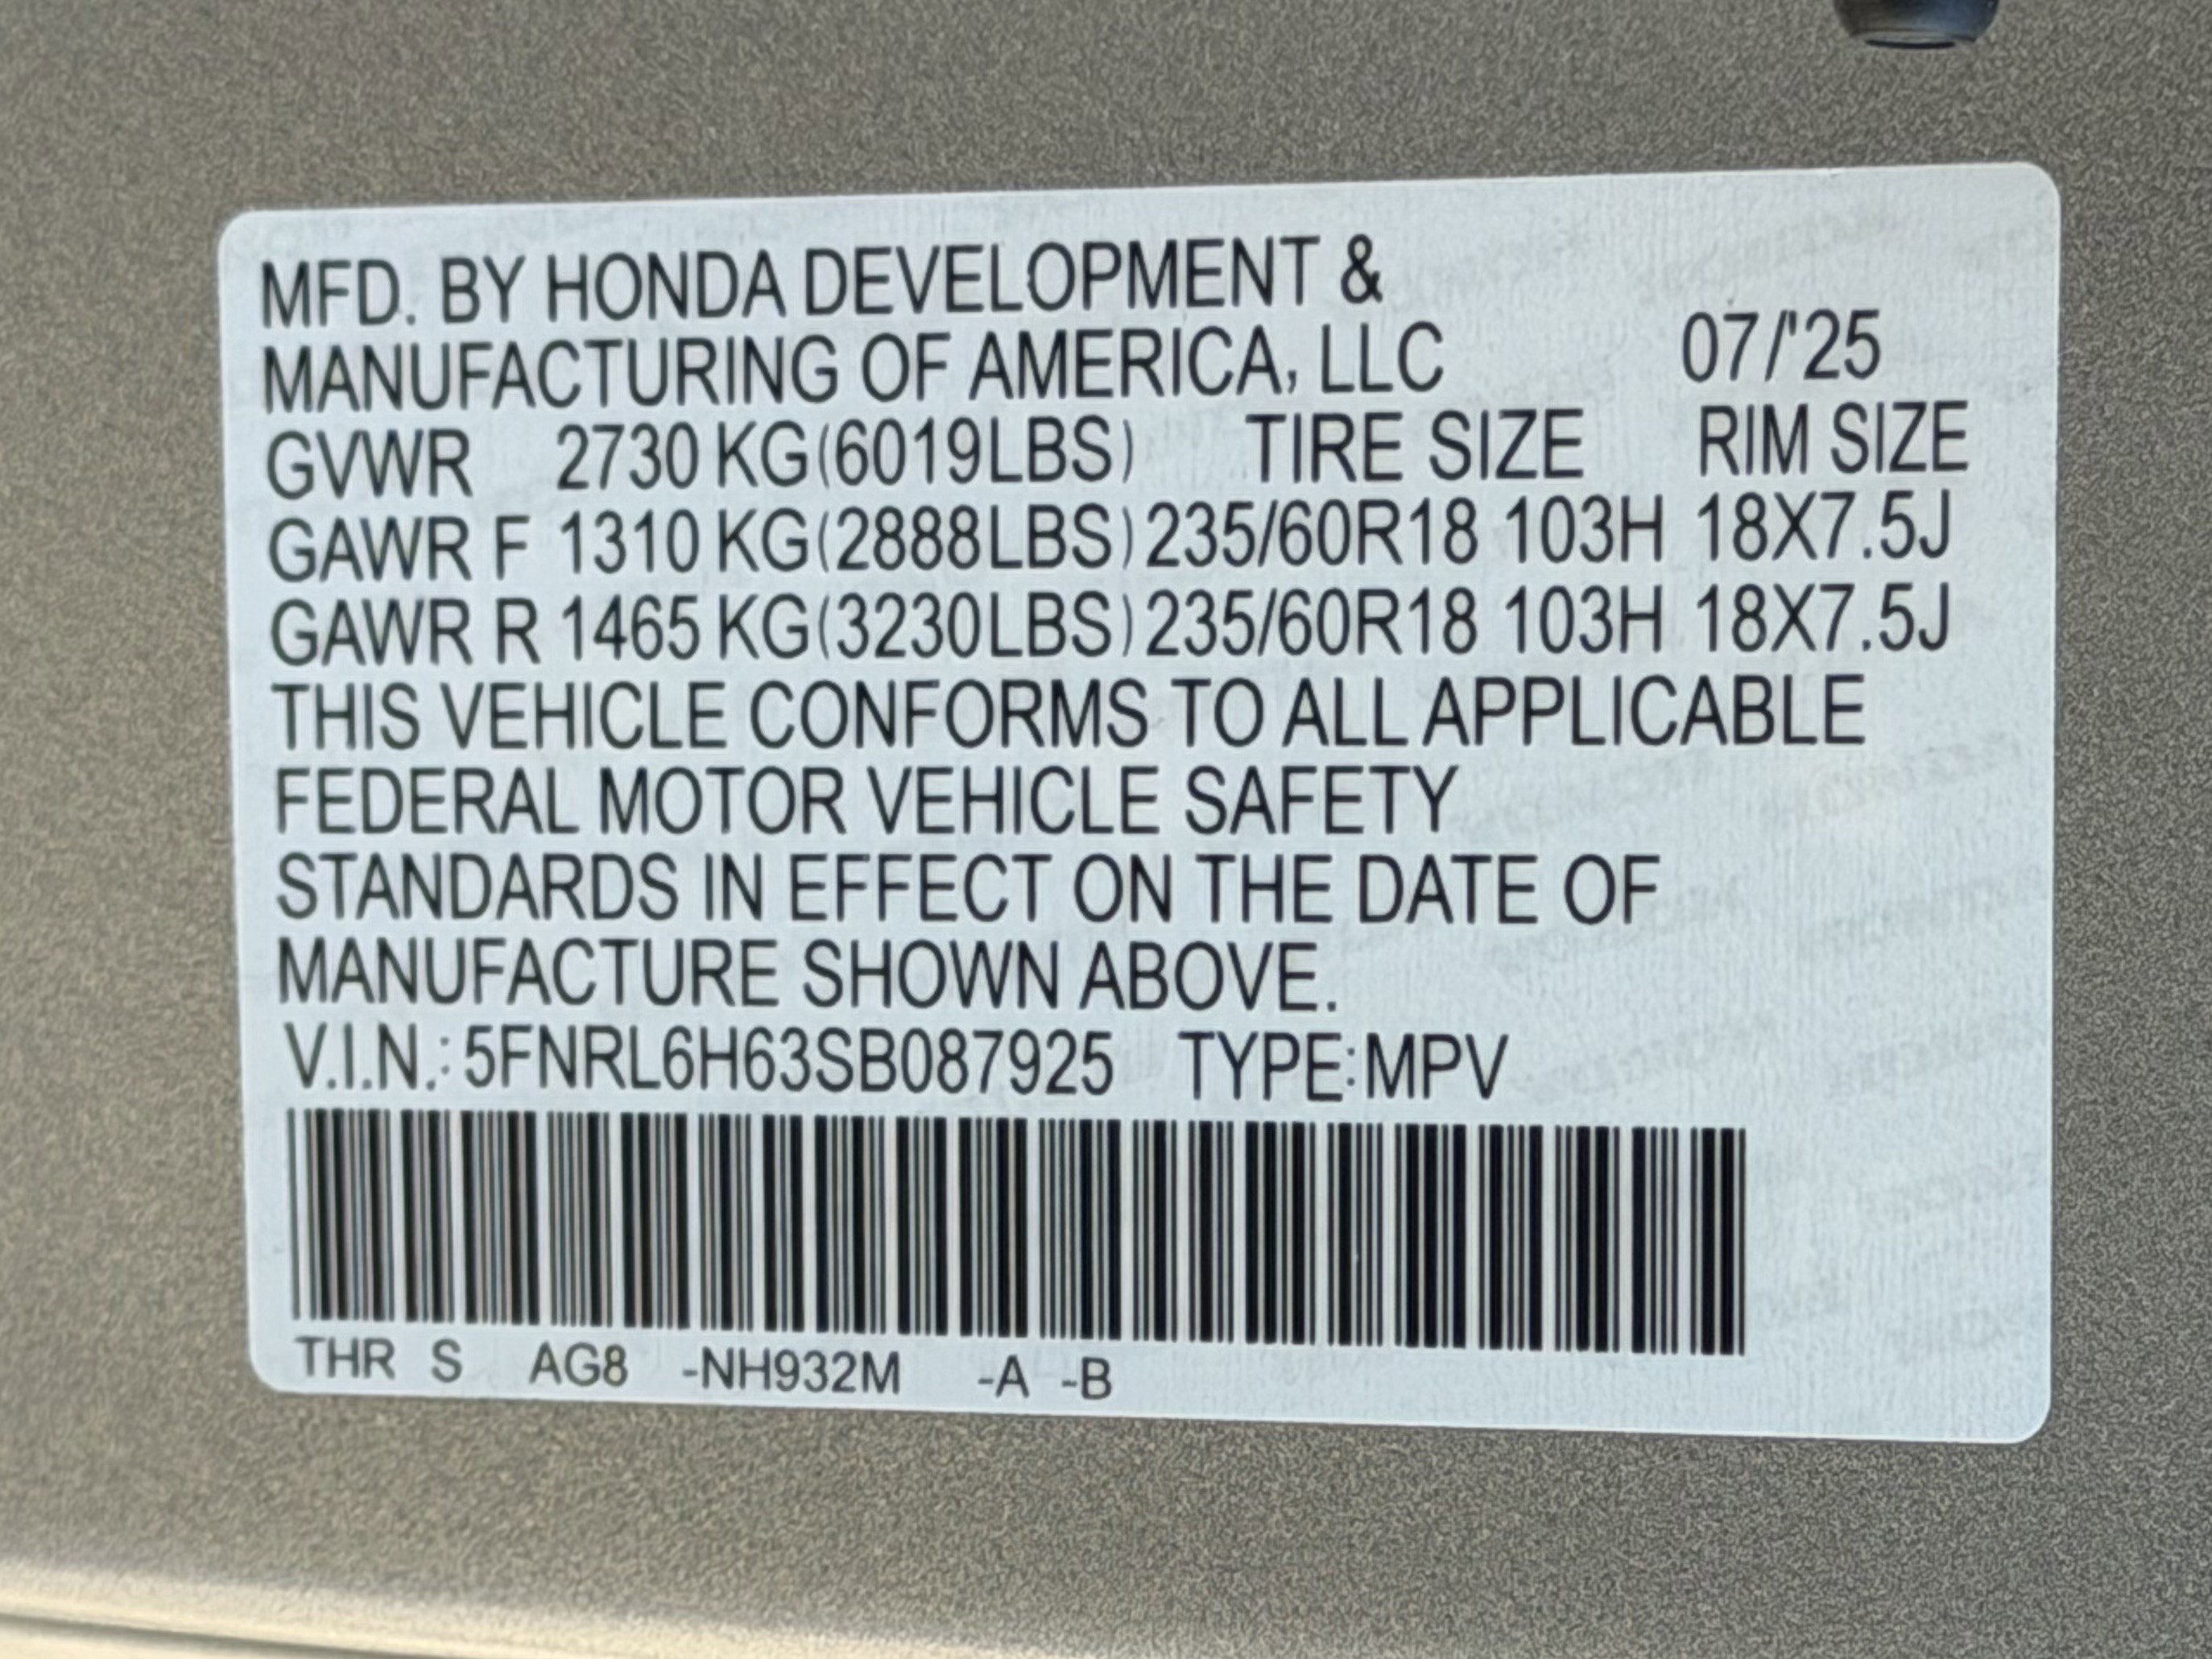 MFD. BY HONDA DEVELOPMENT &
MANUFACTURING OF AMERICA, LLC 07/'25
GVWR 2730 KG(6019LBS) TIRE SIZE RIM SIZE
GAWR F 1310 KG(2888LBS) 235/60R18 103H 18X7.5J
GAWR R 1465 KG(3230LBS) 235/60R18 103H 18X7.5J
THIS VEHICLE CONFORMS TO ALL APPLICABLE
FEDERAL MOTOR VEHICLE SAFETY
STANDARDS IN EFFECT ON THE DATE OF
MANUFACTURE SHOWN ABOVE.
V.I.N.: 5FNRL6H63SB087925 TYPE:MPV
THR S AG8 -NH932M -A -B